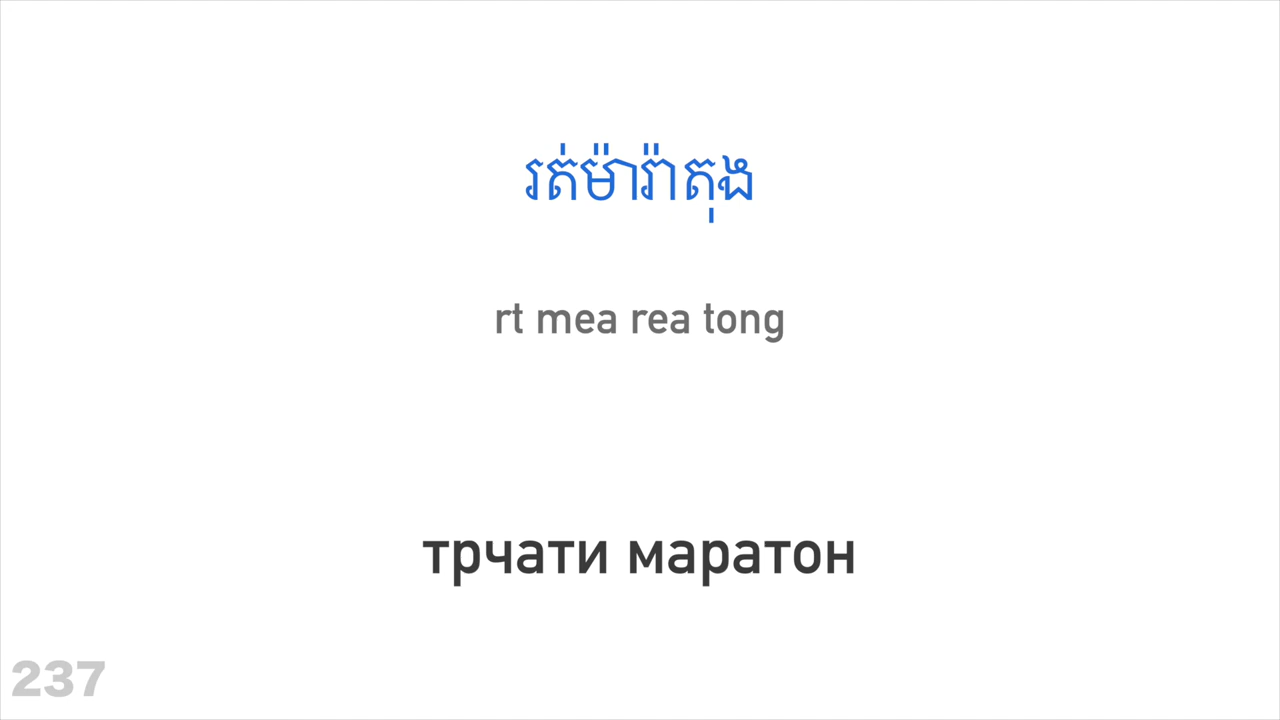 រត់ម៉ារ៉ាតុង
rt mea rea tong
трчати маратон
237